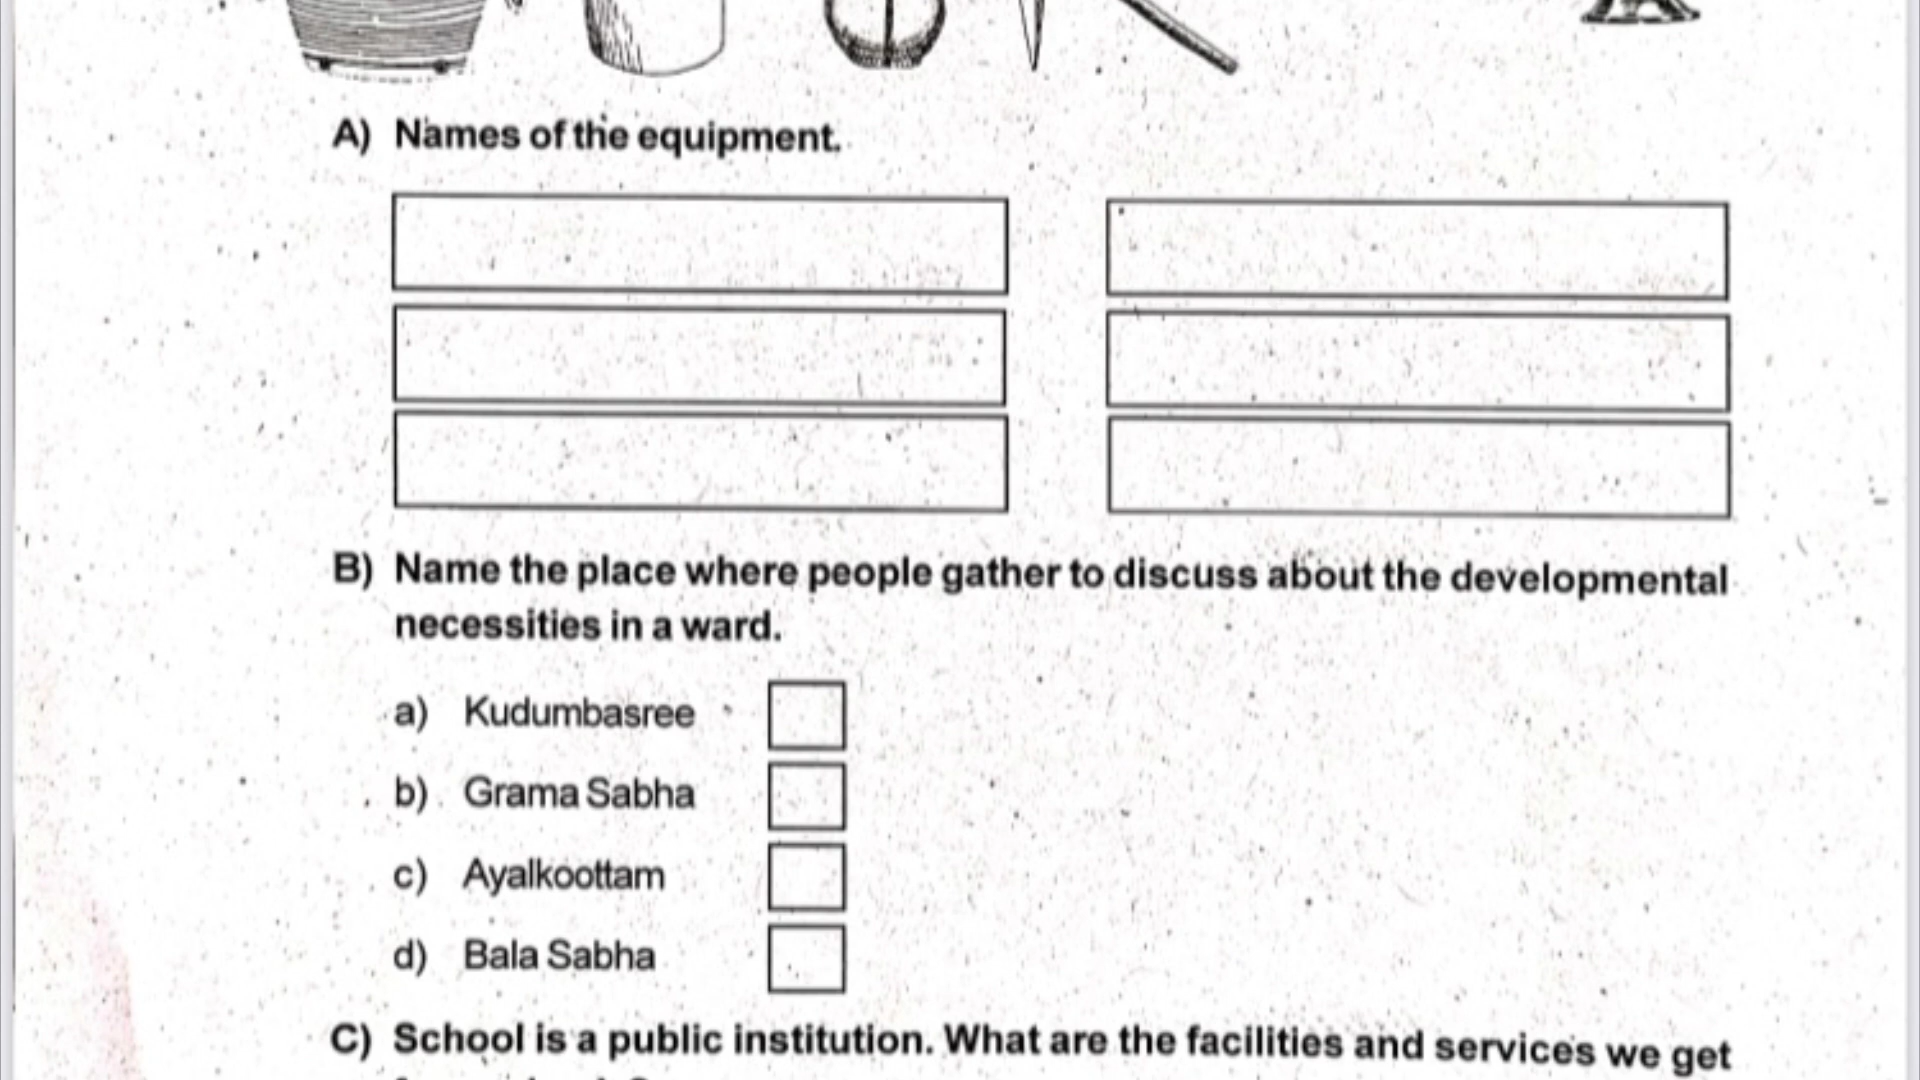 A) Names of the equipment.
B) Name the place where people gather to discuss about the developmental
necessities in a ward.
a) Kudumbasree
b) Grama Sabha
c) Ayalkoottam
d) Bala Sabha
C) School is a public institution. What are the facilities and services we get